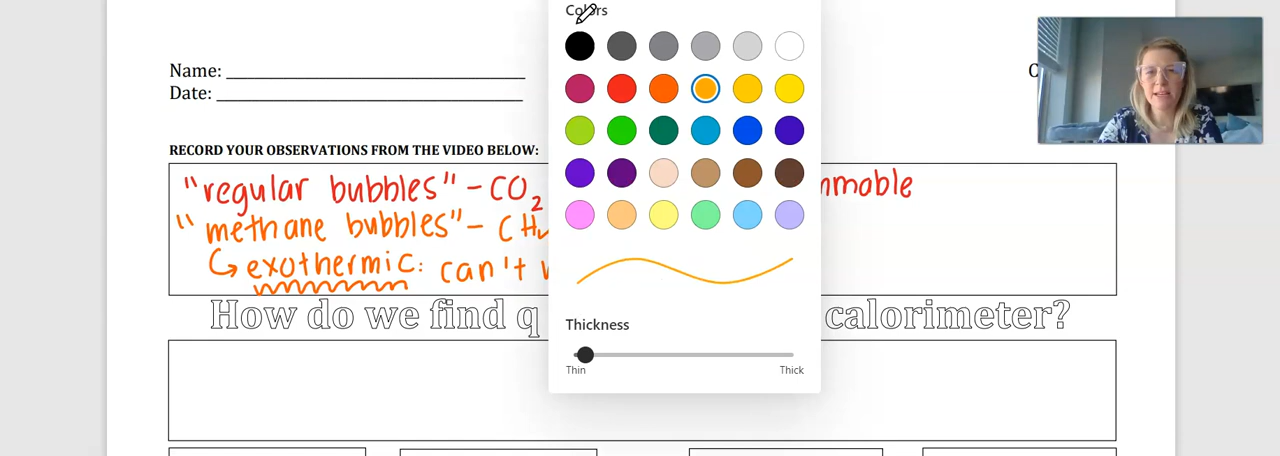 Colors
Name:
Date:
C
RECORD YOUR OBSERVATIONS FROM THE VIDEO BELOW:
"regular bubbles" - CO2
"methane bubbles" - CH
↳ exothermic: can't
How do we find q calorimeter?
Thickness
Thin Thick